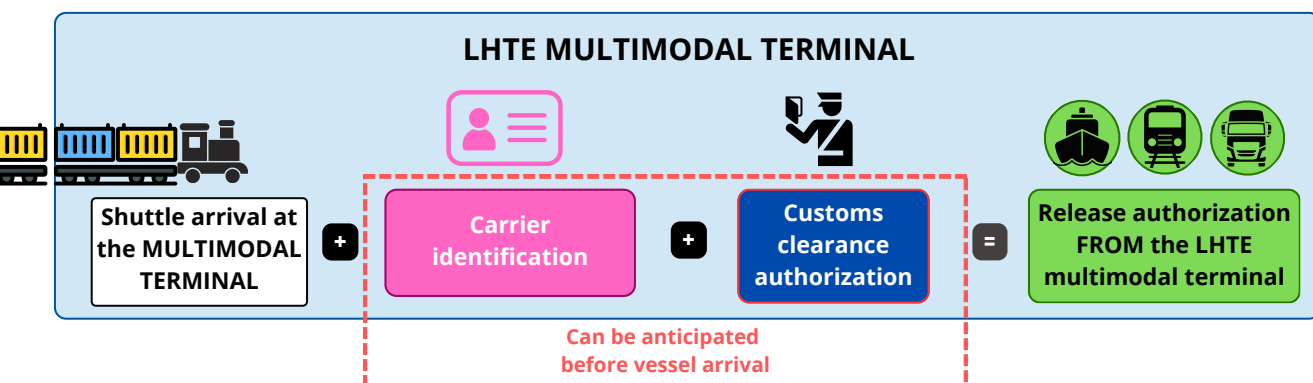 LHTE MULTIMODAL TERMINAL
Shuttle arrival at
the MULTIMODAL
TERMINAL
+
Carrier
identification
+
Customs
clearance
authorization
=
Release authorization
FROM the LHTE
multimodal terminal
Can be anticipated
before vessel arrival